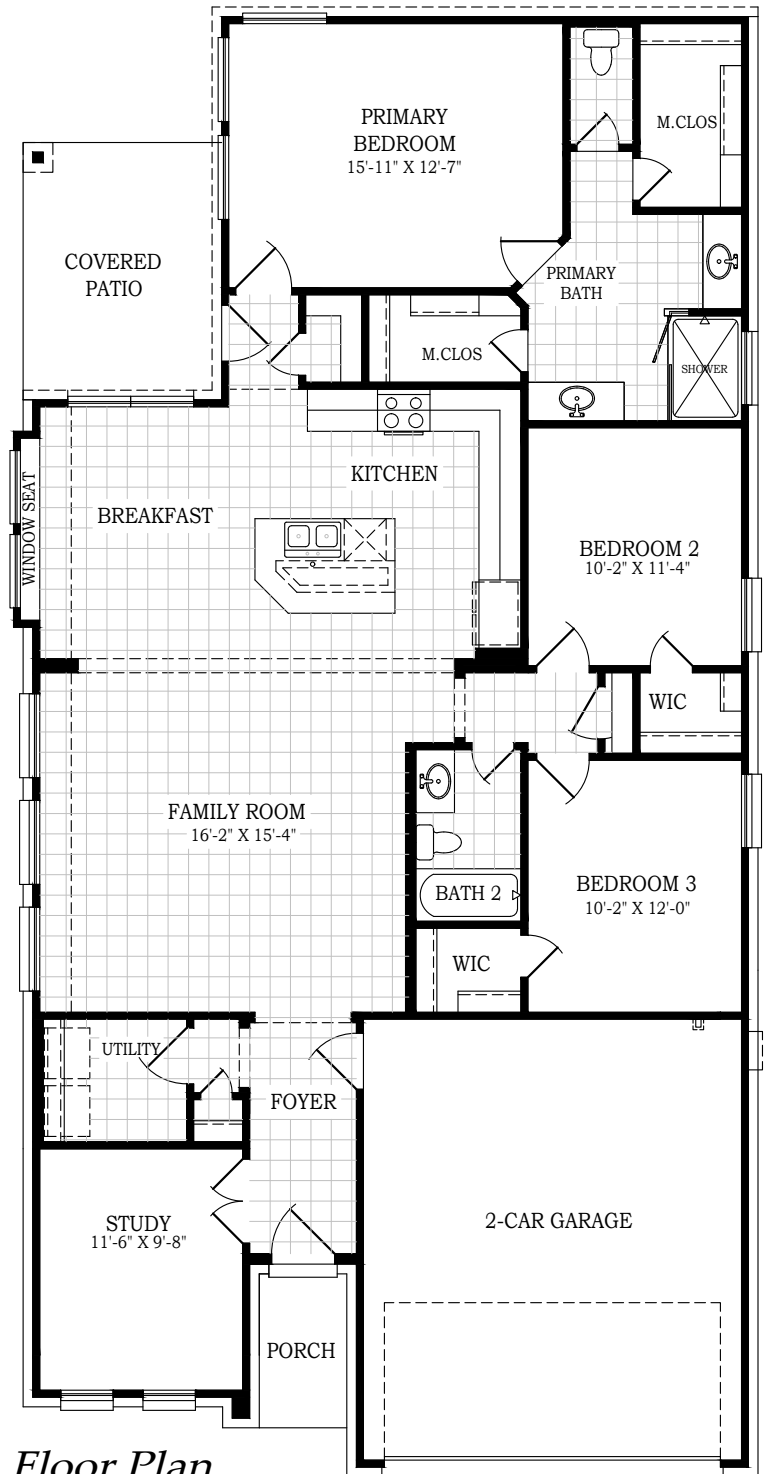 PRIMARY
BEDROOM
15'-11" X 12'-7"
M.CLOS
COVERED
PATIO
PRIMARY
BATH
M.CLOS
SHOWER
KITCHEN
BREAKFAST
WINDOW SEAT
BEDROOM 2
10'-2" X 11'-4"
WIC
FAMILY ROOM
16'-2" X 15'-4"
BATH 2
BEDROOM 3
10'-2" X 12'-0"
WIC
UTILITY
FOYER
STUDY
11'-6" X 9'-8"
2-CAR GARAGE
PORCH
Floor Plan